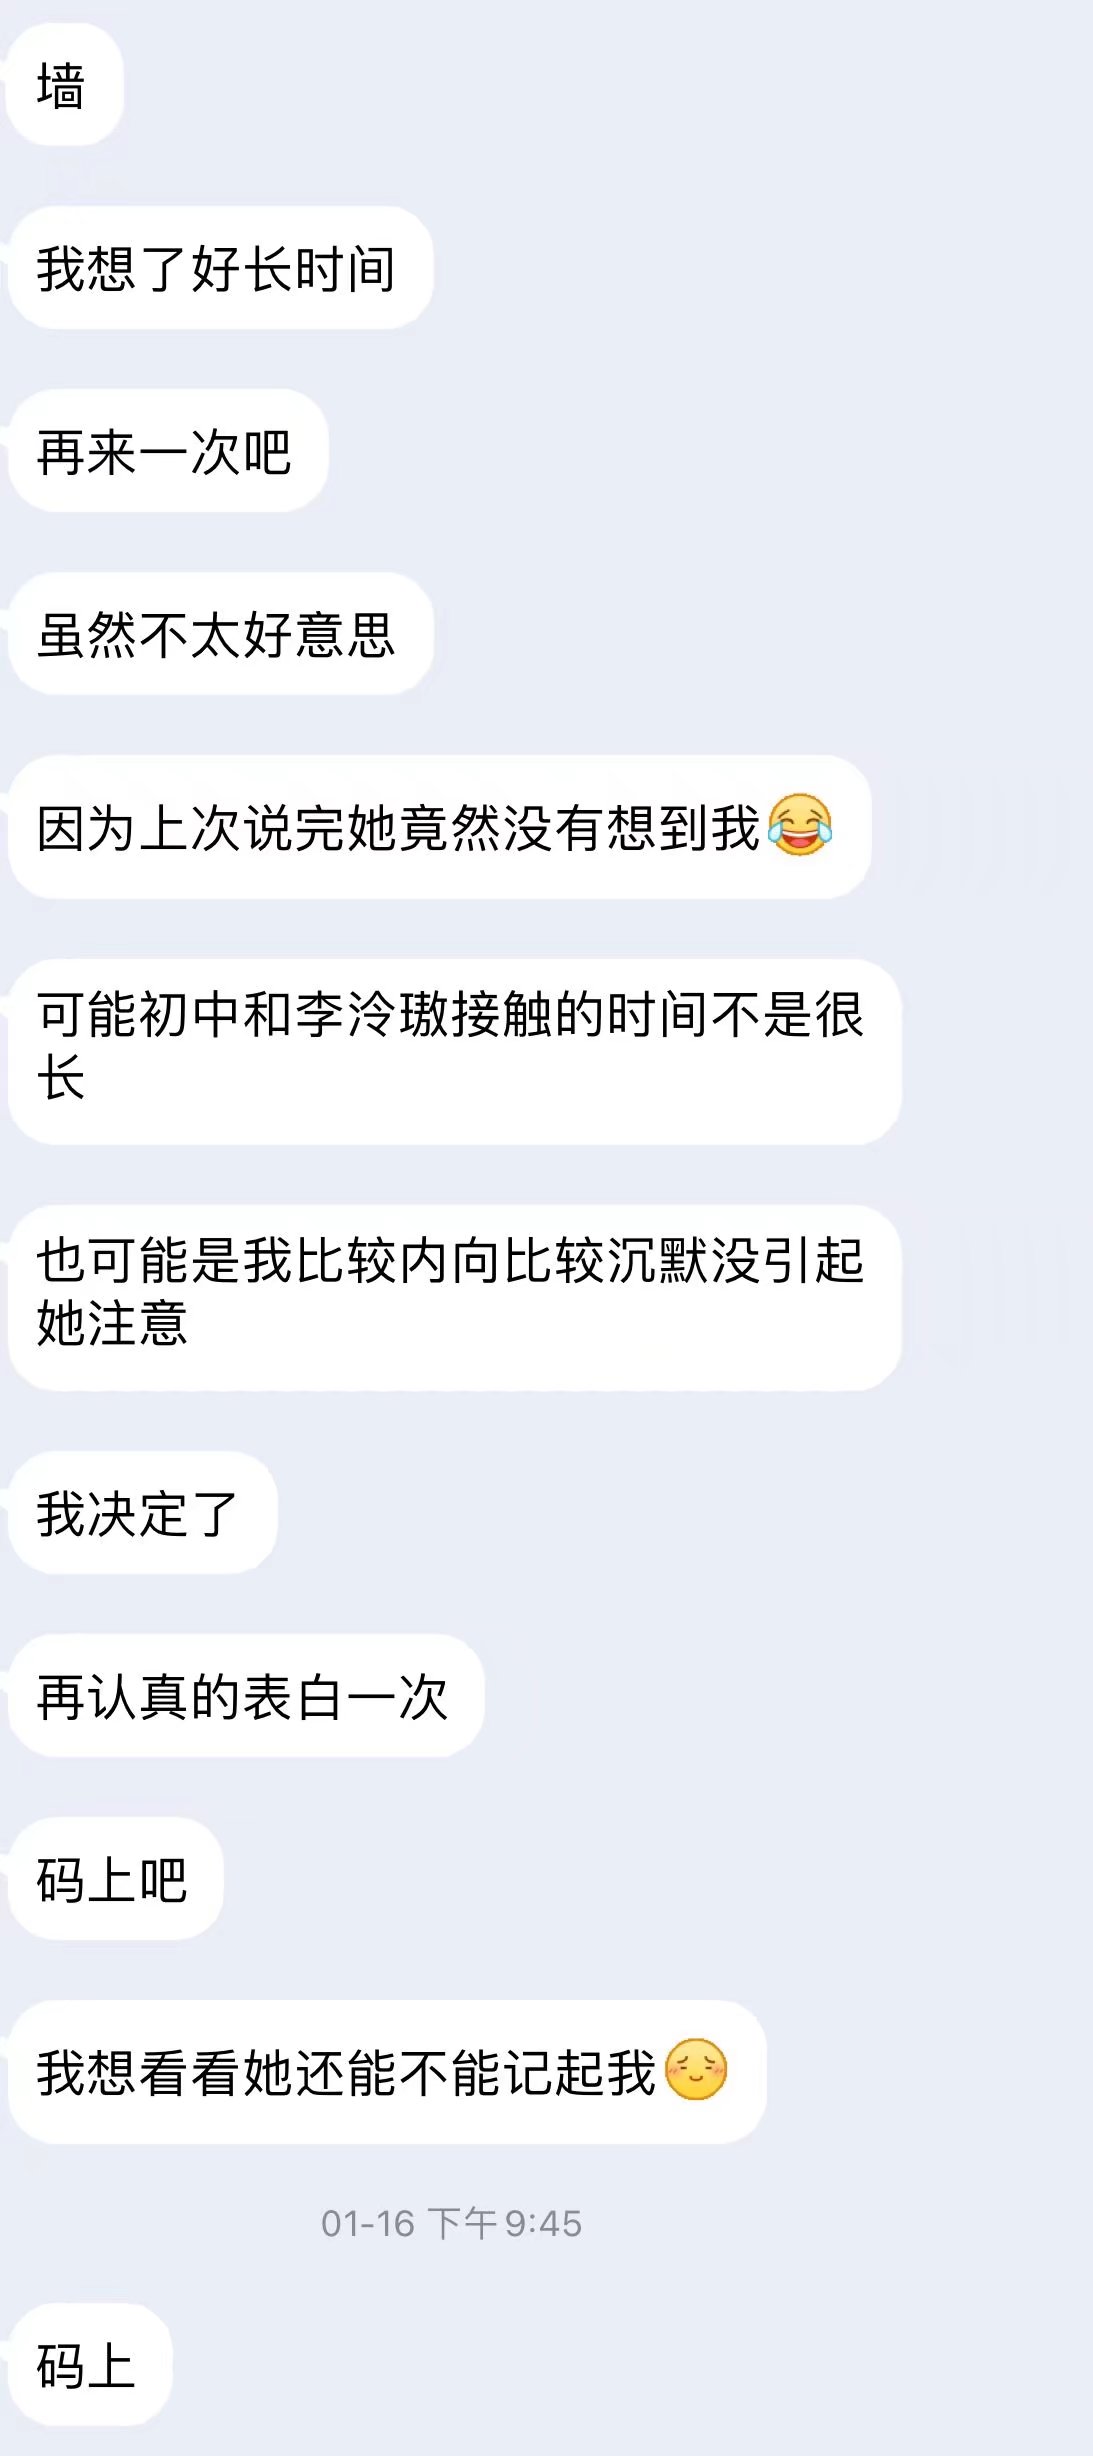 墙
我想了好长时间
再来一次吧
虽然不太好意思
因为上次说完她竟然没有想到我😂
可能初中和李泠璈接触的时间不是很
长
也可能是我比较内向比较沉默没引起
她注意
我决定了
再认真的表白一次
码上吧
我想看看她还能不能记起我😌
01-16 下午9:45
码上